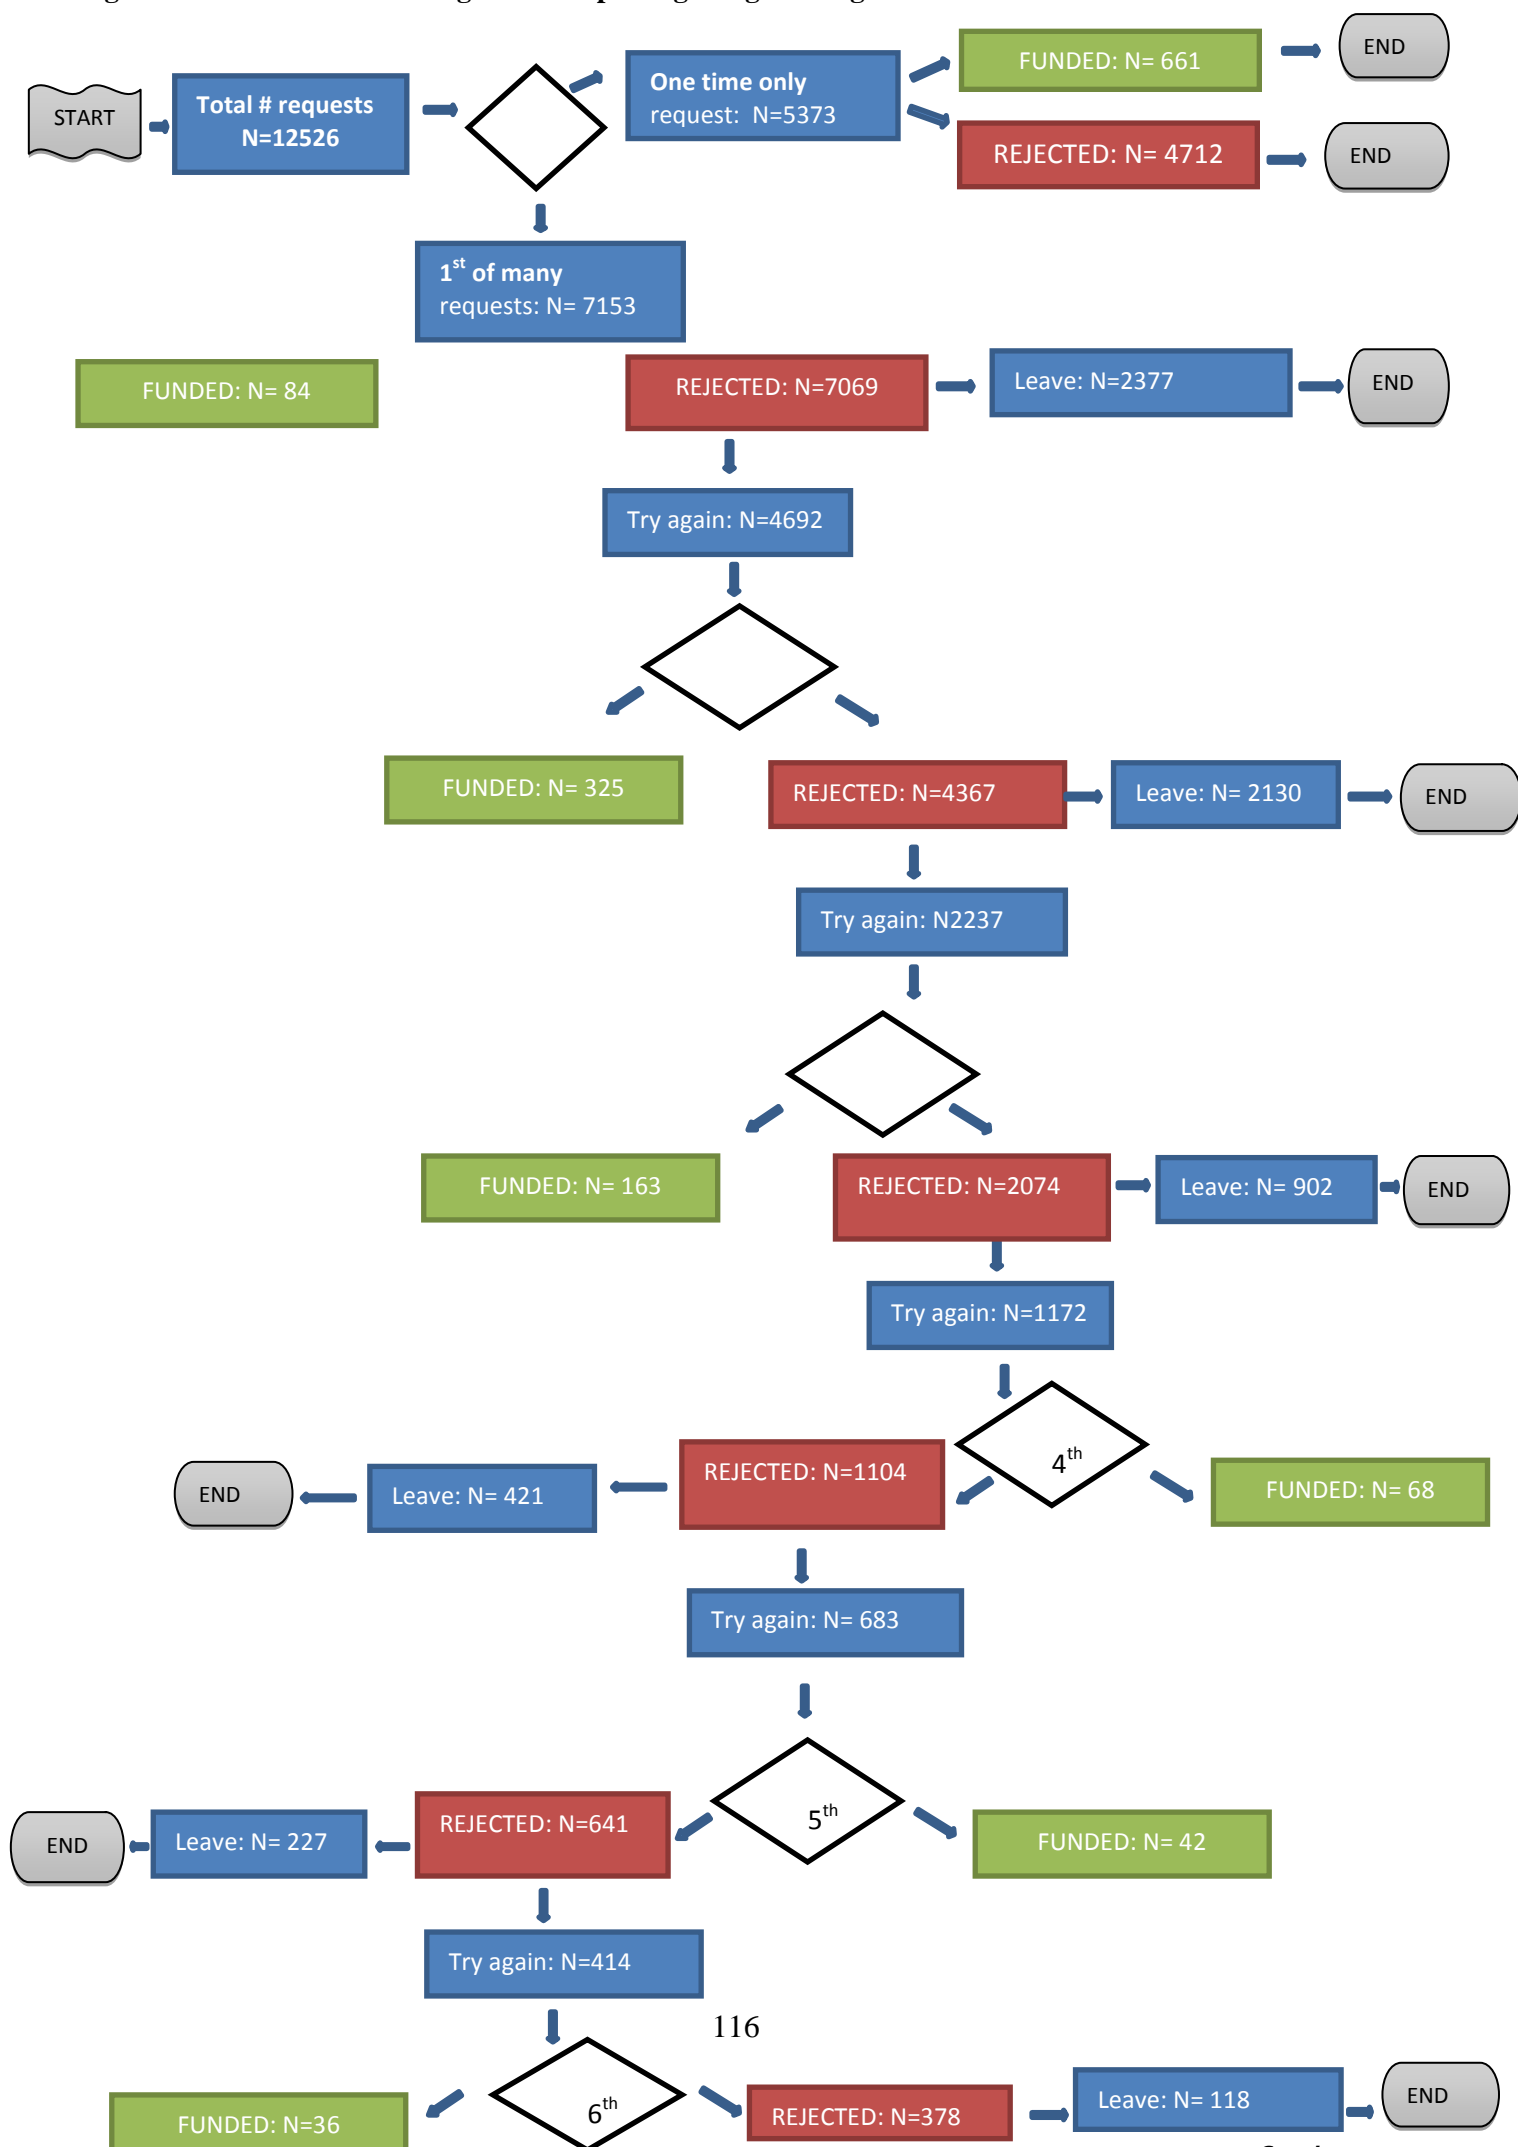 START
Total # requests
N=12526
One time only
request:  N=5373
FUNDED: N= 661
END
REJECTED: N= 4712
END
1st of many
requests: N= 7153
FUNDED: N= 84
REJECTED: N=7069
Leave: N=2377
END
Try again: N=4692
FUNDED: N= 325
REJECTED: N=4367
Leave: N= 2130
END
Try again: N2237
FUNDED: N= 163
REJECTED: N=2074
Leave: N= 902
END
Try again: N=1172
4th
END
Leave: N= 421
REJECTED: N=1104
FUNDED: N= 68
Try again: N= 683
5th
END
Leave: N= 227
REJECTED: N=641
FUNDED: N= 42
Try again: N=414
116
6th
FUNDED: N=36
REJECTED: N=378
Leave: N= 118
END